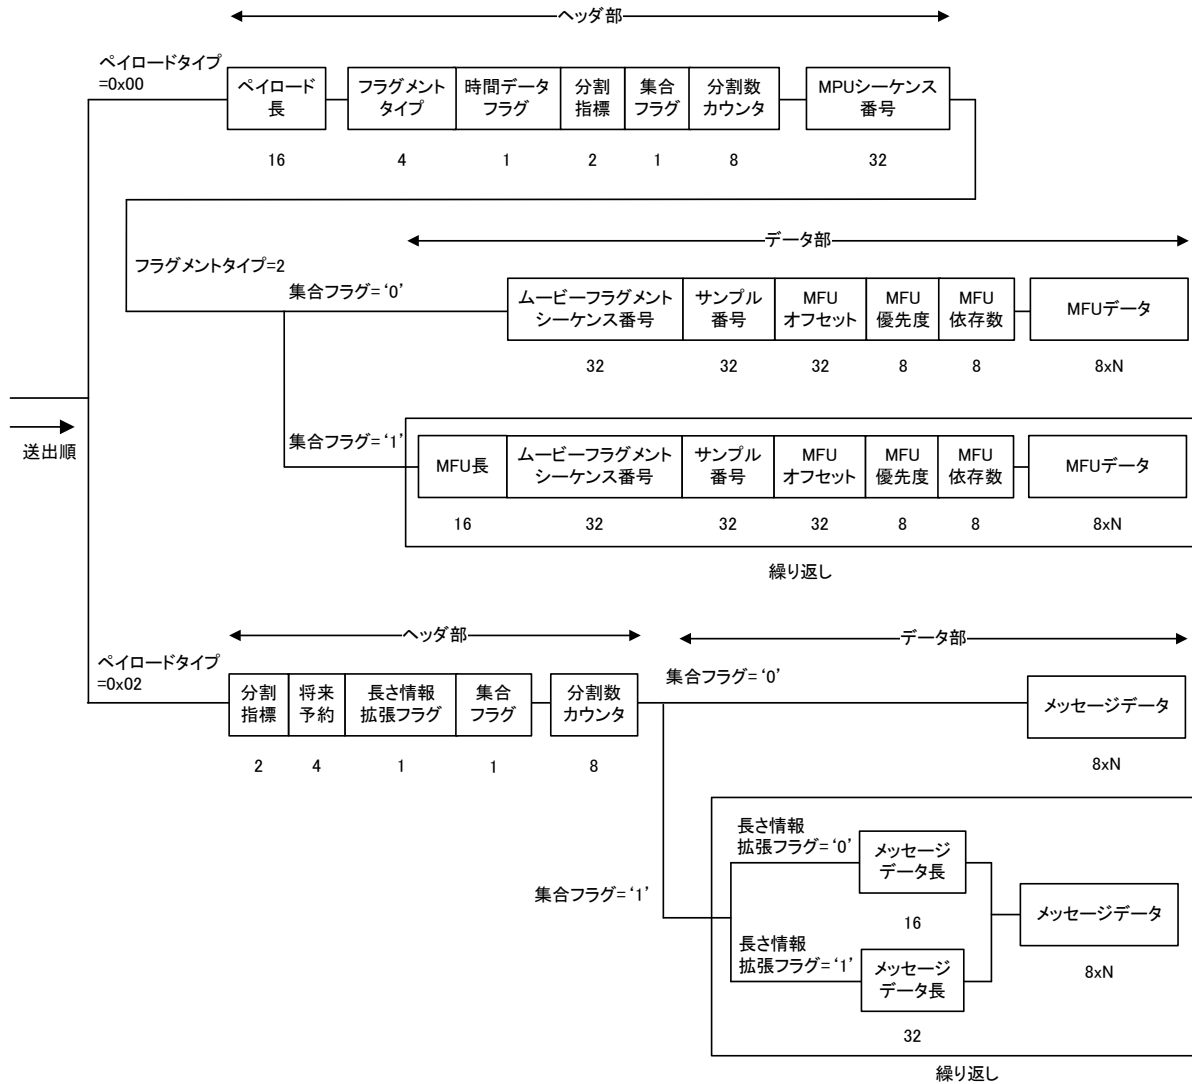 ヘッダ部
ペイロードタイプ
=0x00
ペイロード
長
フラグメント
タイプ
時間データ
フラグ
分割
指標
集合
フラグ
分割数
カウンタ
MPUシーケンス
番号
16
4
1
2
1
8
32
データ部
フラグメントタイプ=2
集合フラグ=‘0’
ムービーフラグメント
シーケンス番号
サンプル
番号
MFU
オフセット
MFU
優先度
MFU
依存数
MFUデータ
32
32
32
8
8
8xN
送出順
集合フラグ=‘1’
MFU長
ムービーフラグメント
シーケンス番号
サンプル
番号
MFU
オフセット
MFU
優先度
MFU
依存数
MFUデータ
16
32
32
32
8
8
8xN
繰り返し
ヘッダ部
データ部
ペイロードタイプ
=0x02
分割
指標
将来
予約
長さ情報
拡張フラグ
集合
フラグ
分割数
カウンタ
集合フラグ=‘0’
メッセージデータ
2
4
1
1
8
8xN
長さ情報
拡張フラグ=‘0’
メッセージ
データ長
16
集合フラグ=‘1’
メッセージデータ
8xN
長さ情報
拡張フラグ=‘1’
メッセージ
データ長
32
繰り返し